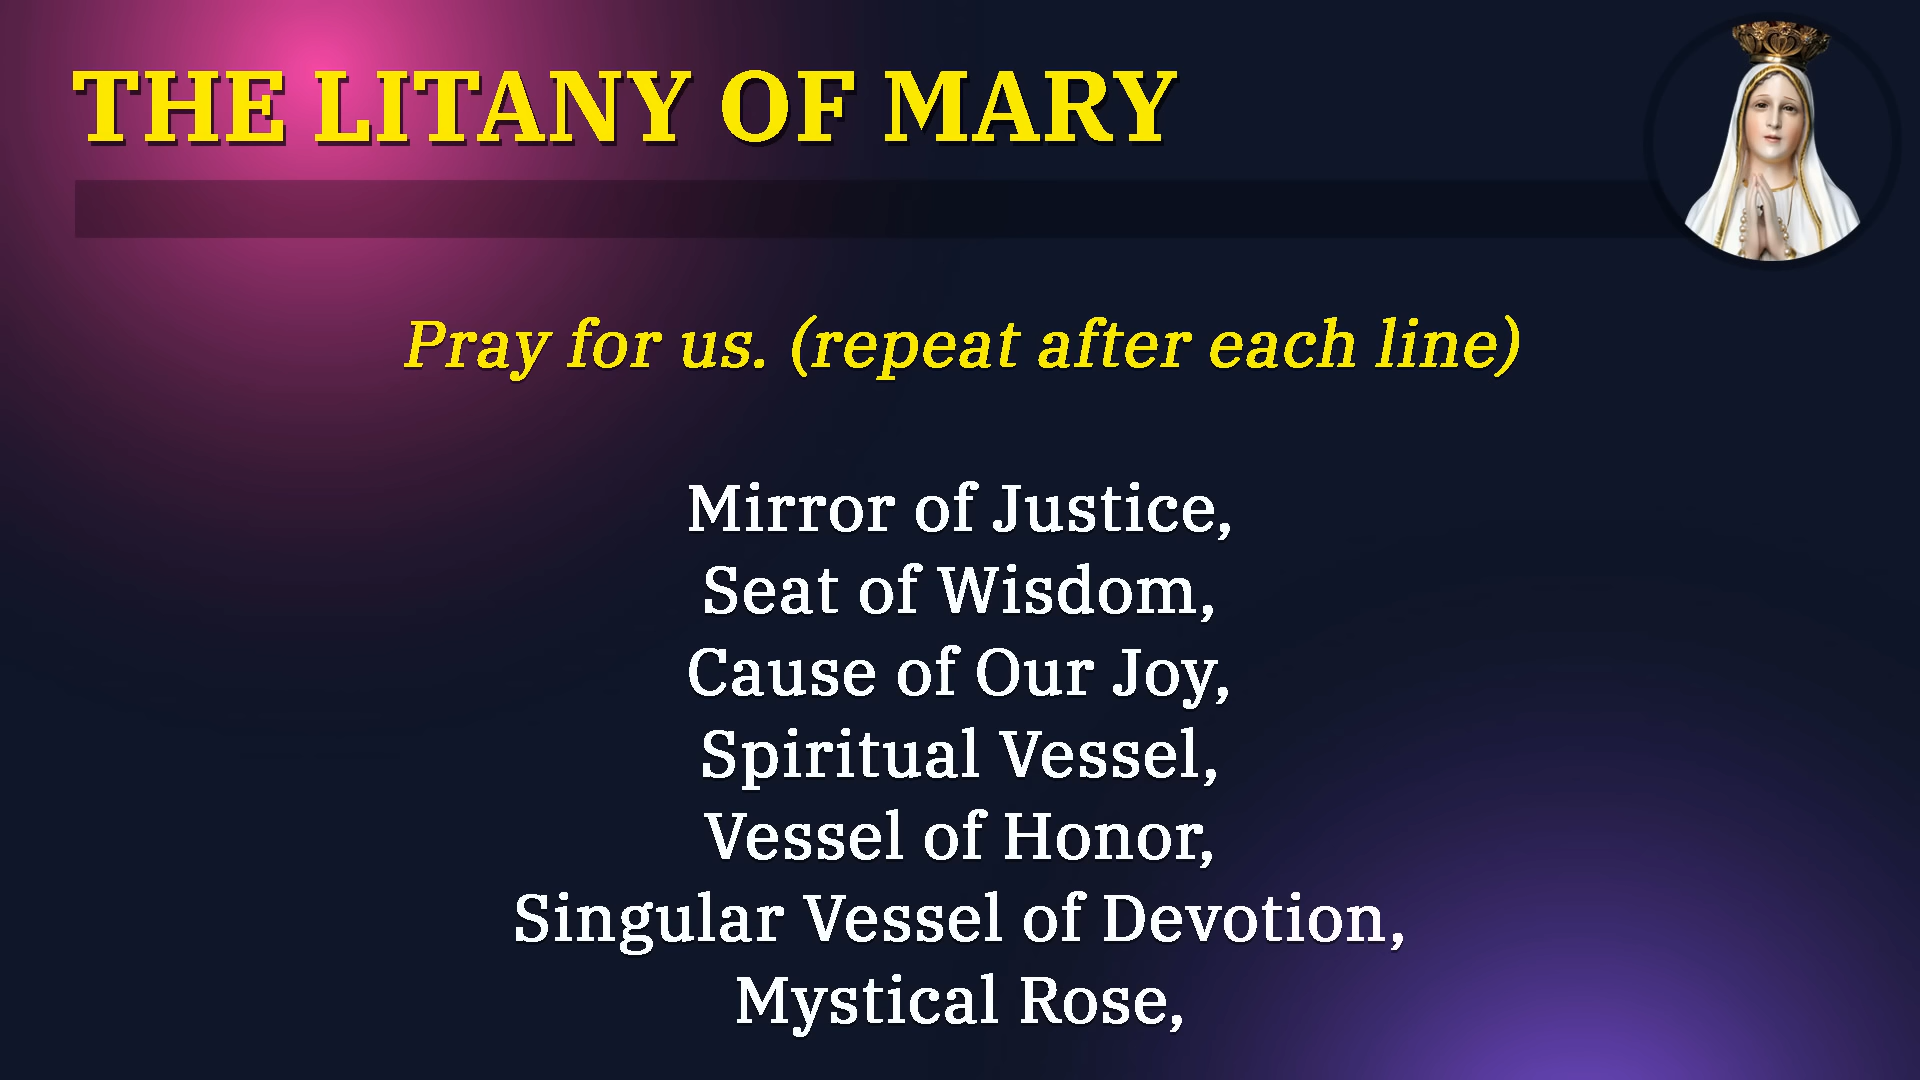 THE LITANY OF MARY
Pray for us. (repeat after each line)
Mirror of Justice,
Seat of Wisdom,
Cause of Our Joy,
Spiritual Vessel,
Vessel of Honor,
Singular Vessel of Devotion,
Mystical Rose,